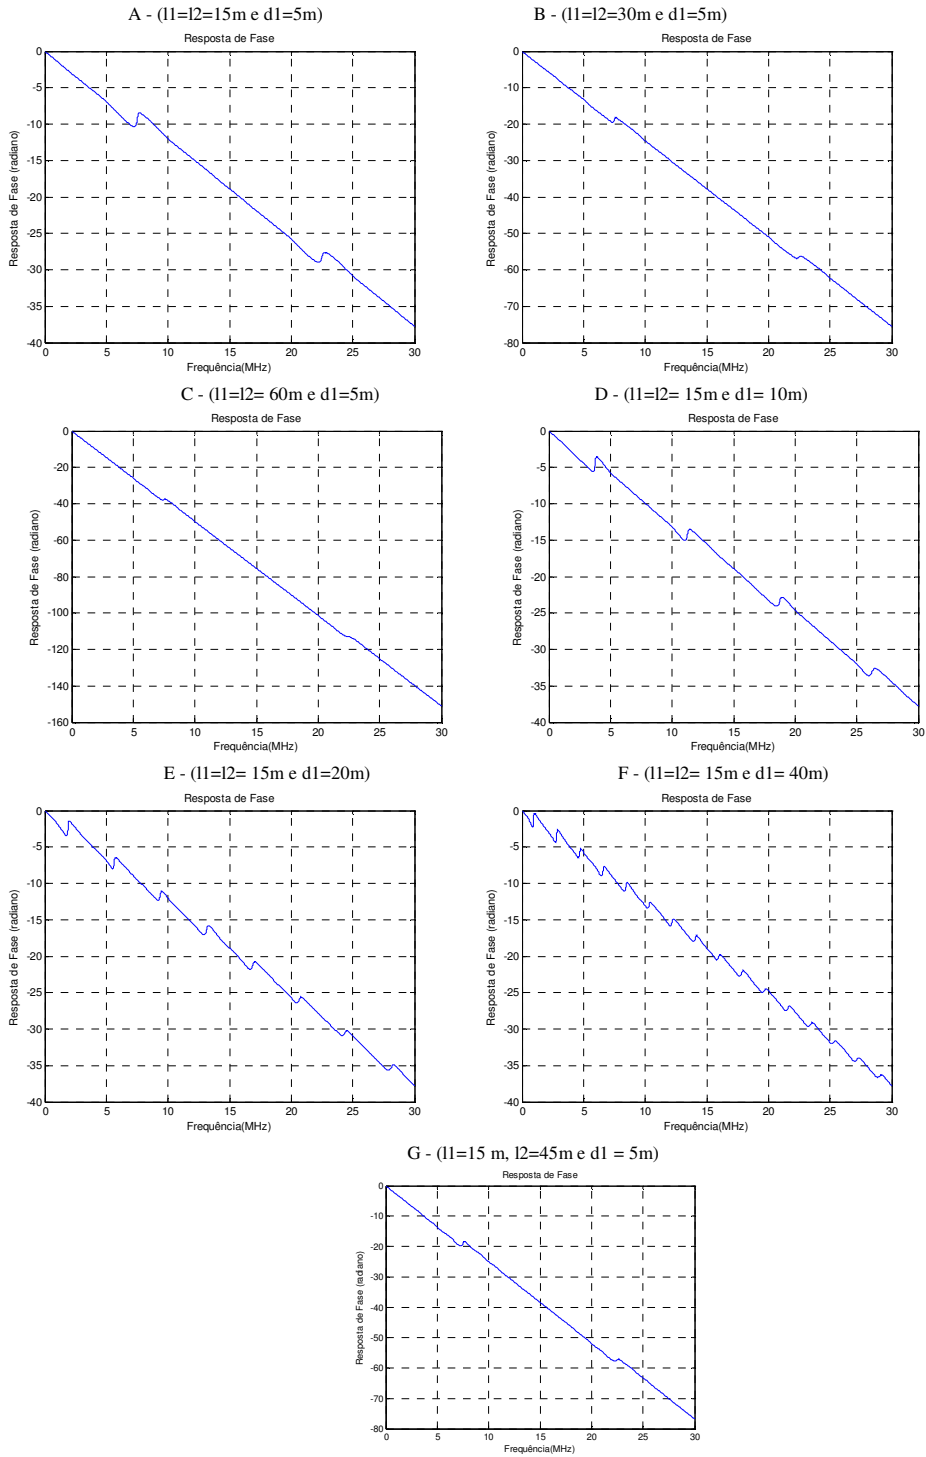 A - (l1=l2=15m e d1=5m)
Resposta de Fase
0
-5
-10
-15
-20
-25
-30
-35
-40
Resposta de Fase (radiano)
0 5 10 15 20 25 30
Frequência(MHz)
B - (l1=l2=30m e d1=5m)
Resposta de Fase
0
-10
-20
-30
-40
-50
-60
-70
-80
Resposta de Fase (radiano)
0 5 10 15 20 25 30
Frequência(MHz)
C - (l1=l2= 60m e d1=5m)
Resposta de Fase
0
-20
-40
-60
-80
-100
-120
-140
-160
Resposta de Fase (radiano)
0 5 10 15 20 25 30
Frequência(MHz)
D - (l1=l2= 15m e d1= 10m)
Resposta de Fase
0
-5
-10
-15
-20
-25
-30
-35
-40
Resposta de Fase (radiano)
0 5 10 15 20 25 30
Frequência(MHz)
E - (l1=l2= 15m e d1=20m)
Resposta de Fase
0
-5
-10
-15
-20
-25
-30
-35
-40
Resposta de Fase (radiano)
0 5 10 15 20 25 30
Frequência(MHz)
F - (l1=l2= 15m e d1= 40m)
Resposta de Fase
0
-5
-10
-15
-20
-25
-30
-35
-40
Resposta de Fase (radiano)
0 5 10 15 20 25 30
Frequência(MHz)
G - (l1=15 m, l2=45m e d1 = 5m)
Resposta de Fase
0
-10
-20
-30
-40
-50
-60
-70
-80
Resposta de Fase (radiano)
0 5 10 15 20 25 30
Frequência(MHz)